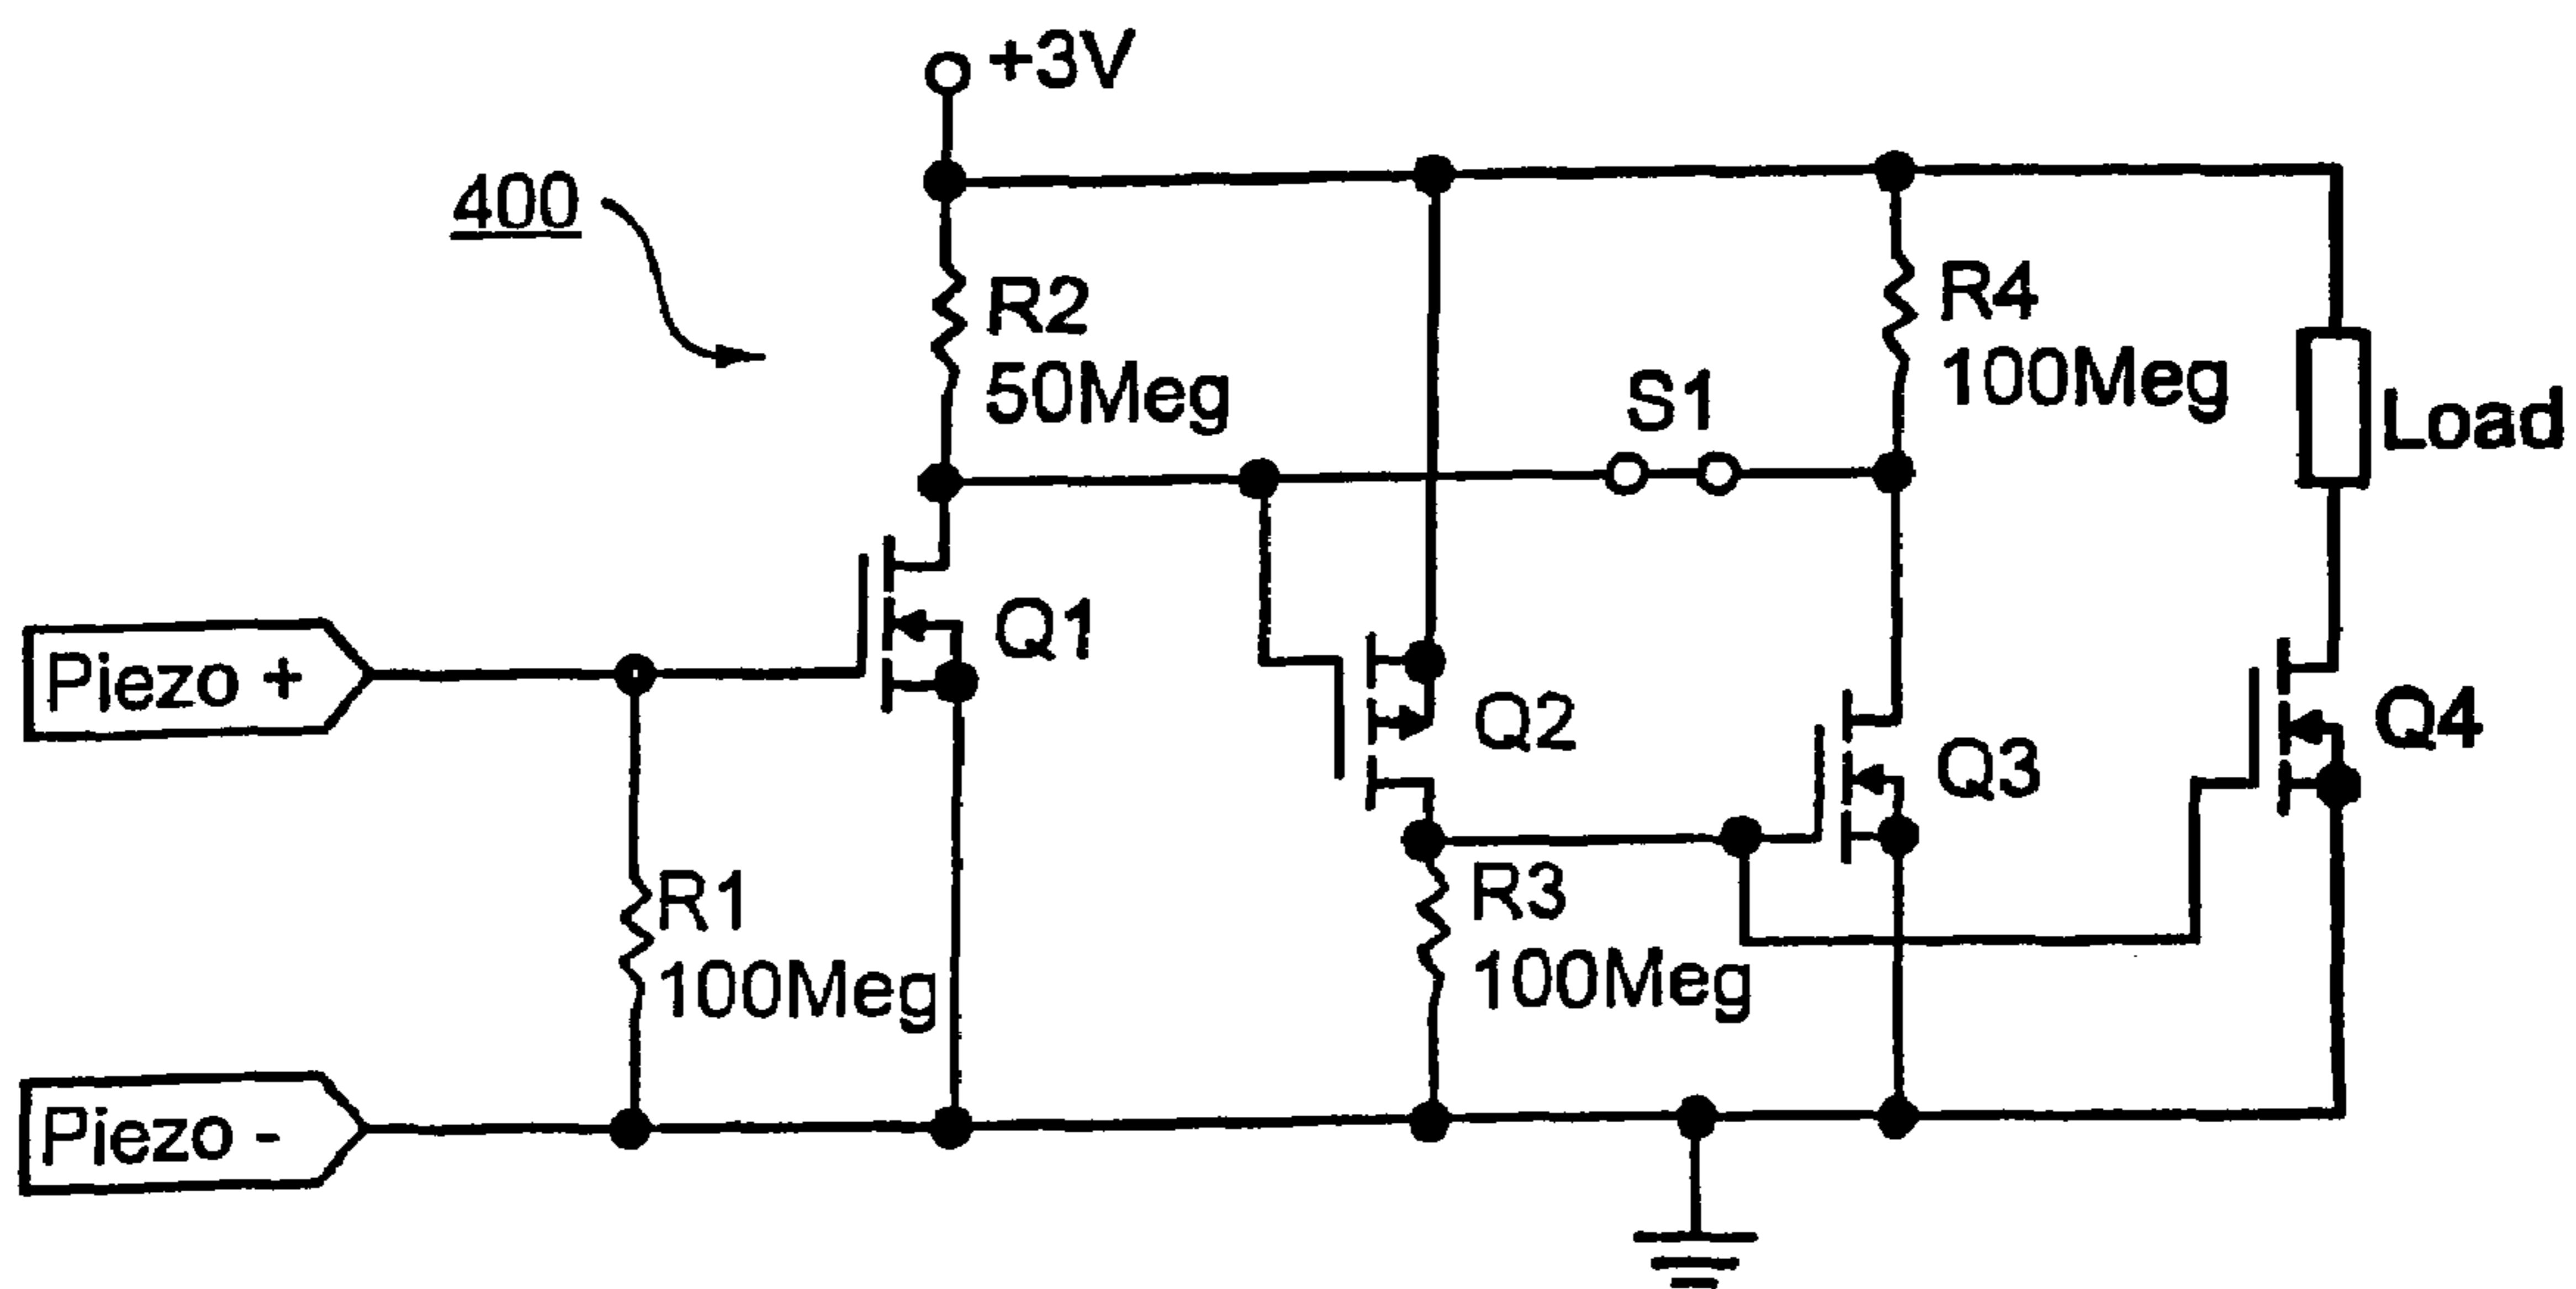 +3V
400
R2
50Meg
R4
100Meg
S1
Load
Q1
Piezo +
Q2
Q3
Q4
R1
100Meg
R3
100Meg
Piezo -